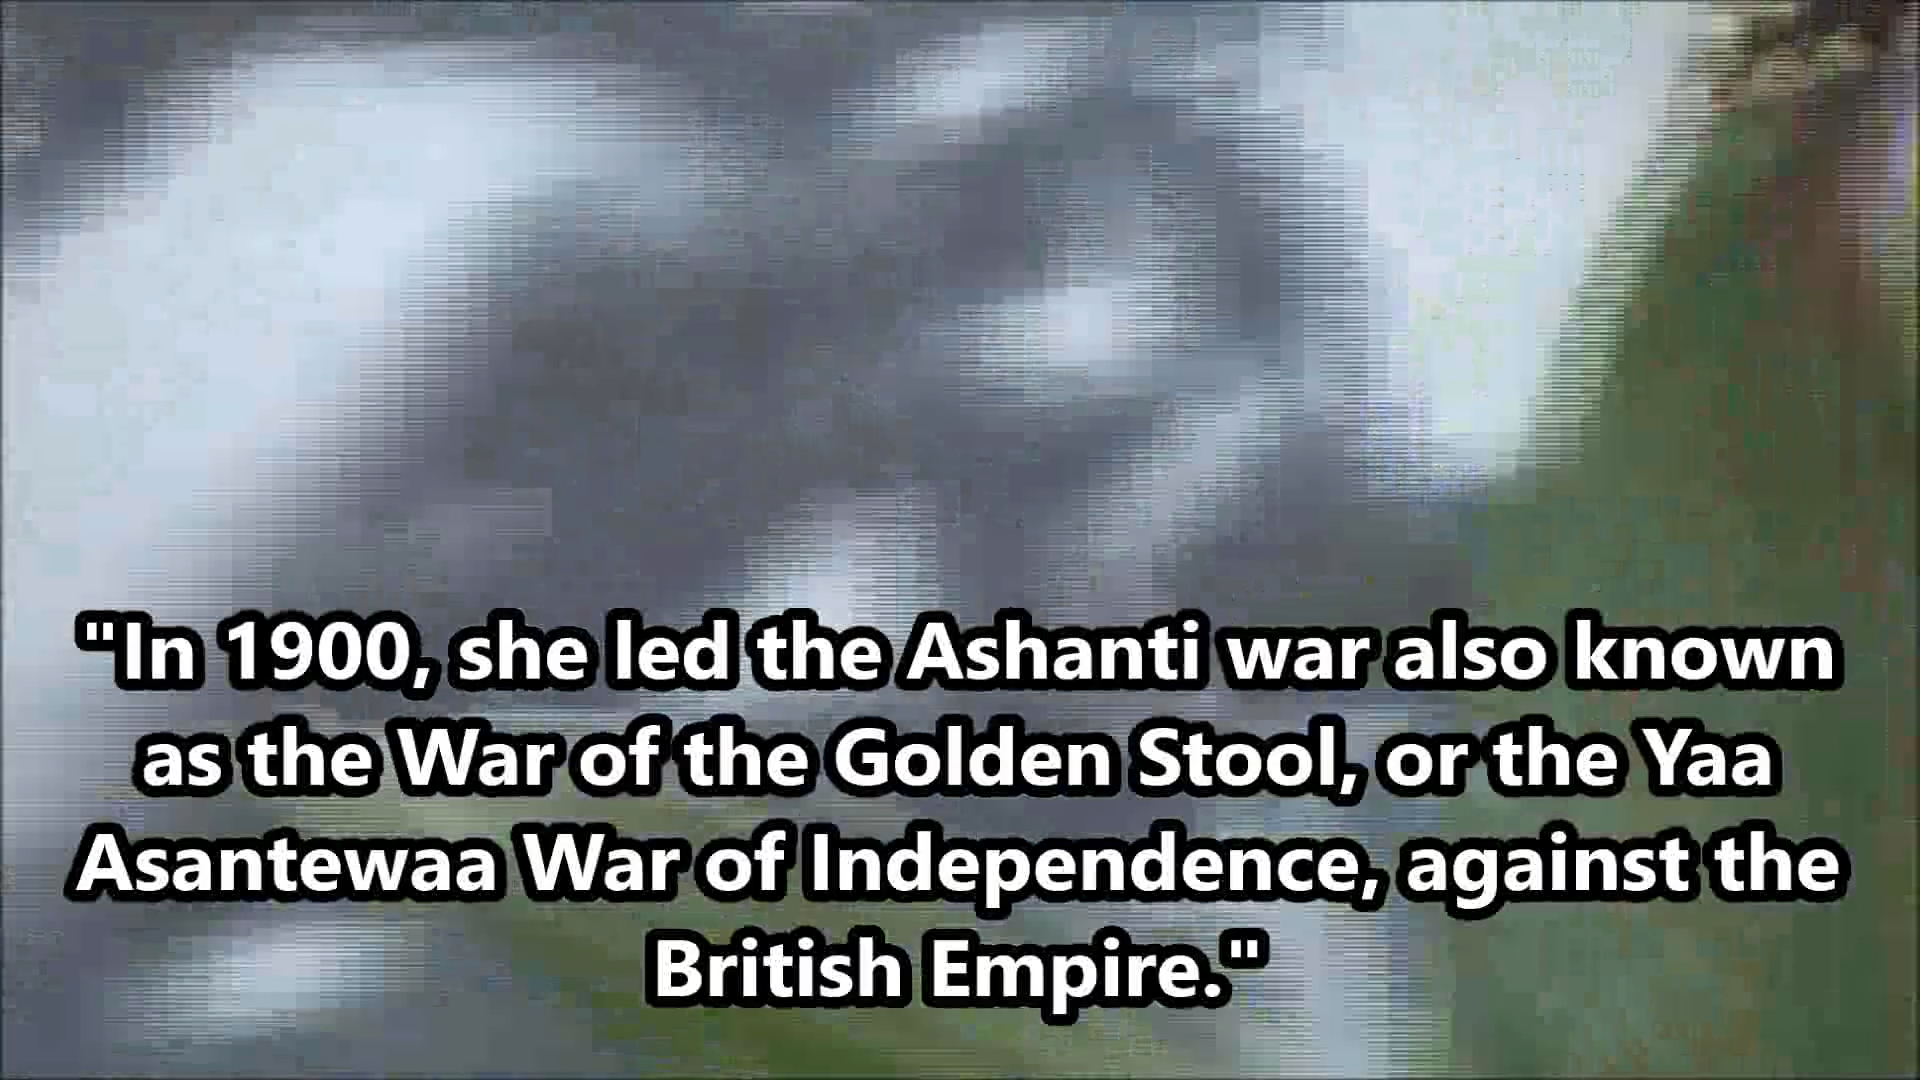 "In 1900, she led the Ashanti war also known
as the War of the Golden Stool, or the Yaa
Asantewaa War of Independence, against the
British Empire."